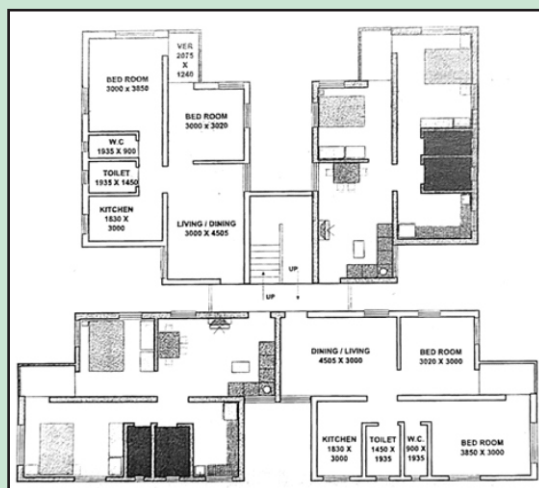 VER
2075
X
1240
BED ROOM
3000 x 3850
BED ROOM
3000 x 3020
W.C
1935 X 900
TOILET
1935 X 1450
KITCHEN
1830 X
3000
LIVING / DINING
3000 X 4505
UP
UP
DINING / LIVING
4505 X 3000
BED ROOM
3020 X 3000
KITCHEN
1830 X
3000
TOILET
1450 X
1935
W.C.
900 X
1935
BED ROOM
3850 X 3000